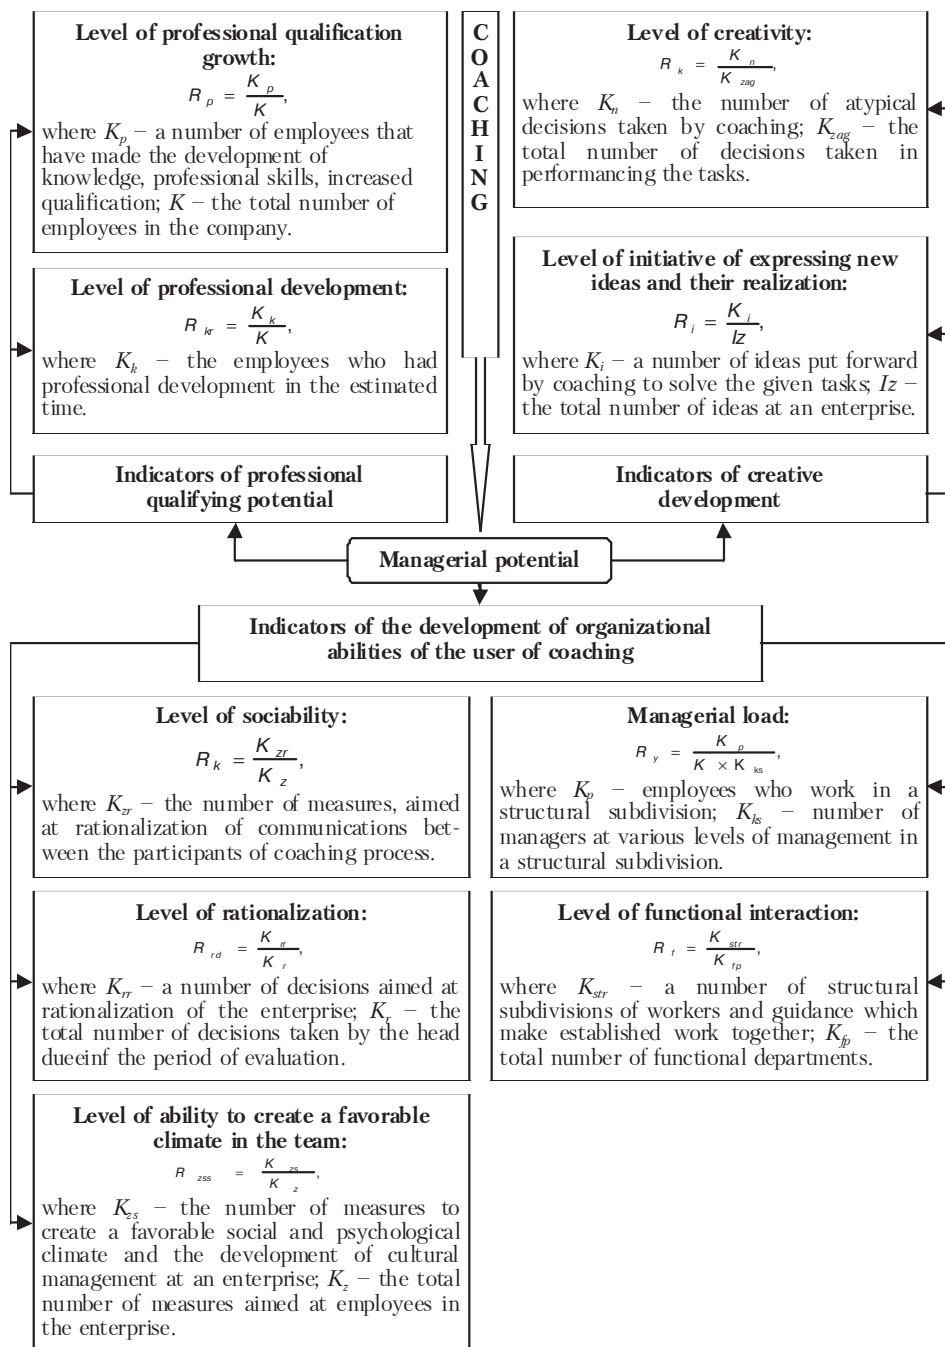 Level of professional qualification
growth:
R p = K p / K,
where Kp – a number of employees that
have made the development of
knowledge, professional skills, increased
qualification; K – the total number of
employees in the company.
Level of professional development:
R kr = K k / K,
where Kk – the employees who had
professional development in the estimated
time.
Indicators of professional
qualifying potential
C
O
A
C
H
I
N
G
Level of creativity:
R k = K n / K zag,
where Kn – the number of atypical
decisions taken by coaching; Kzag – the
total number of decisions taken in
performancing the tasks.
Level of initiative of expressing new
ideas and their realization:
R i = K i / Iz,
where Ki – a number of ideas put forward
by coaching to solve the given tasks; Iz –
the total number of ideas at an enterprise.
Indicators of creative
development
Managerial potential
Indicators of the development of organizational
abilities of the user of coaching
Level of sociability:
R k = K zr / K z,
where Kzr – the number of measures, aimed
at rationalization of communications bet-
ween the participants of coaching process.
Level of rationalization:
R rd = K rr / K r,
where Krr – a number of decisions aimed at
rationalization of the enterprise; Kr – the
total number of decisions taken by the head
dueeinf the period of evaluation.
Level of ability to create a favorable
climate in the team:
R zss = K zs / K z,
where Kzs – the number of measures to
create a favorable social and psychological
climate and the development of cultural
management at an enterprise; Kz – the total
number of measures aimed at employees in
the enterprise.
Managerial load:
R y = K p / K × K ks,
where Kp – employees who work in a
structural subdivision; Kks – number of
managers at various levels of management in
a structural subdivision.
Level of functional interaction:
R f = K str / K fp,
where Kstr – a number of structural
subdivisions of workers and guidance which
make established work together; Kfp – the
total number of functional departments.